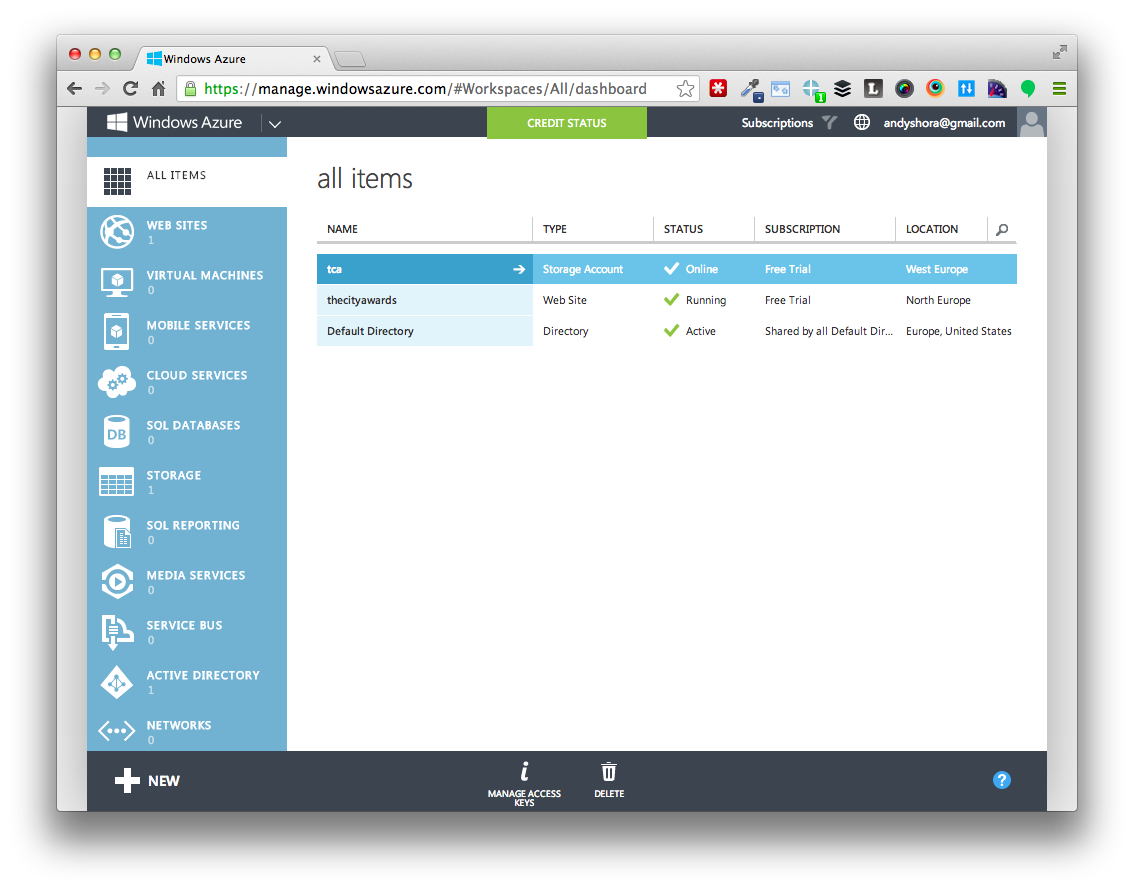 Windows Azure
https://manage.windowsazure.com/#Workspaces/All/dashboard
1
L
Windows Azure
CREDIT STATUS
Subscriptions
andyshora@gmail.com
ALL ITEMS
WEB SITES
1
VIRTUAL MACHINES
0
MOBILE SERVICES
0
CLOUD SERVICES
0
DB
SQL DATABASES
0
STORAGE
1
SQL REPORTING
0
MEDIA SERVICES
0
SERVICE BUS
0
ACTIVE DIRECTORY
1
NETWORKS
0
all items
NAME TYPE STATUS SUBSCRIPTION LOCATION
tca Storage Account Online Free Trial West Europe
thecityawards Web Site Running Free Trial North Europe
Default Directory Directory Active Shared by all Default Dir... Europe, United States
NEW
i
MANAGE ACCESS
KEYS
DELETE
?